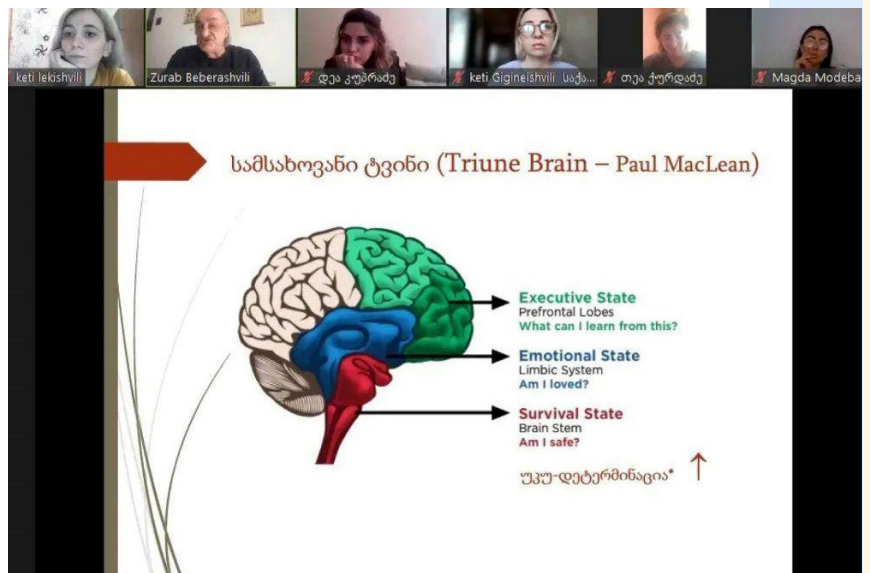 keti lekishvili
Zurab Beberashvili
დეა კუპრაძე
keti Gigineishvili საქა...
თეა ქურდაძე
Magda Modeba
სამსახოვანი ტვინი (Triune Brain – Paul MacLean)
Executive State
Prefrontal Lobes
What can I learn from this?
Emotional State
Limbic System
Am I loved?
Survival State
Brain Stem
Am I safe?
უკუ-დეტერმინაცია*